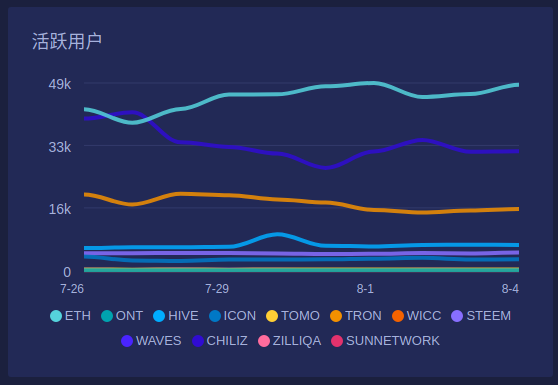 活跃用户
49k
33k
16k
0
7-26 7-29 8-1 8-4
ETH ONT HIVE ICON TOMO TRON WICC STEEM
WAVES CHILIZ ZILLIQA SUNNETWORK